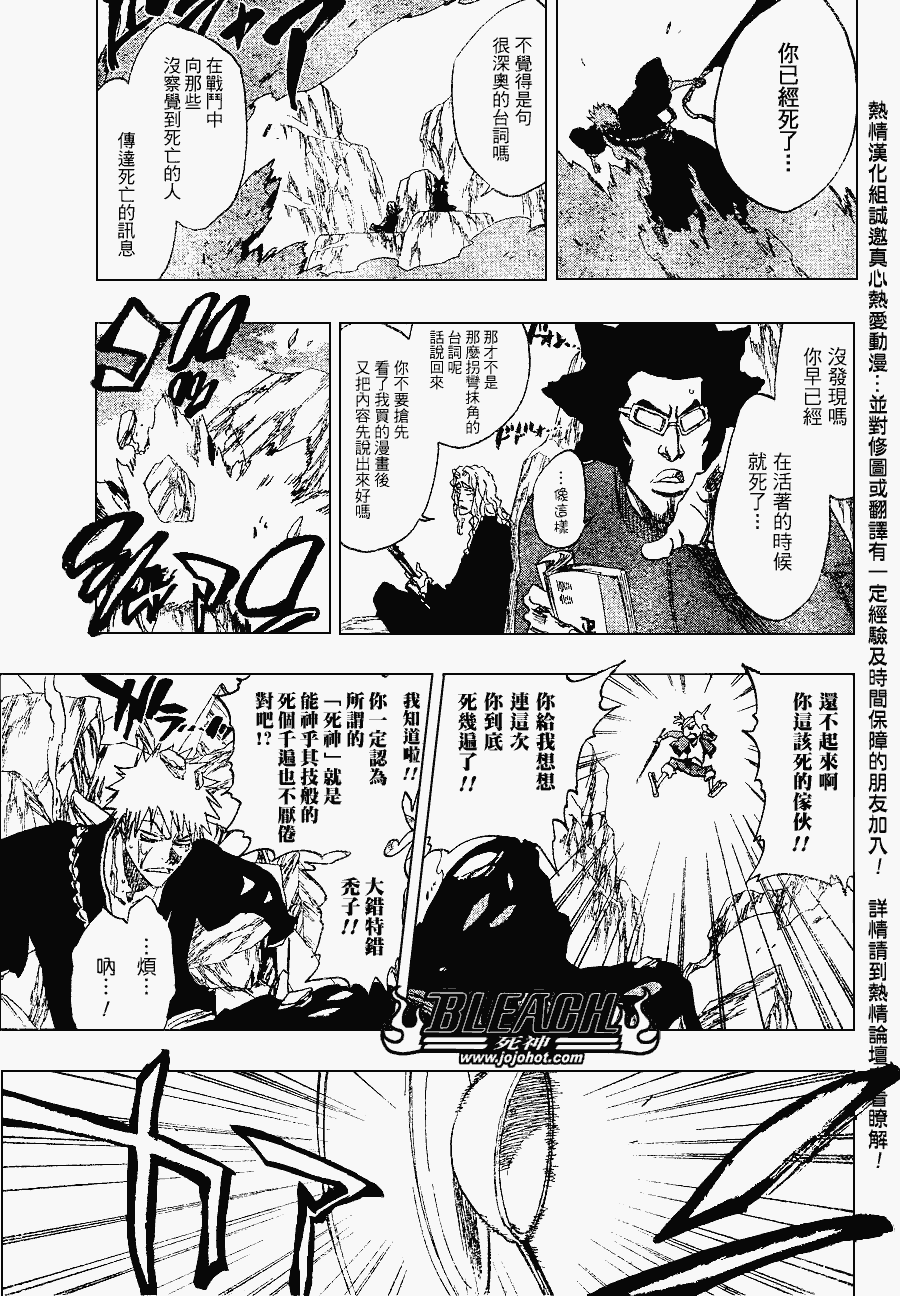 你已經死了…
不覺得是句
很深奧的台詞嗎
在戰鬥中
向那些
沒察覺到死亡的人
傳達死亡的訊息
沒發現嗎
你早已經
在活著的時候
就死了…
…像這樣
那才不是
那麼拐彎抹角的
台詞呢
話說回來
你不要搶先
看了我買的漫畫後
又把內容先說出來好嗎
還不起來啊
你這該死的傢伙!!
你給我想想
連這次
你到底
死幾遍了!!
我知道啦!!
你一定認為
所謂的
「死神」就是
能神乎其技般的
死個千遍也不厭倦
對吧!?
大錯特錯
禿子!!
…煩
吶…!
BLEACH
死神
www.jojohot.com
熱情漢化組誠邀真心熱愛動漫…並對修圖或翻譯有一定經驗及時間保障的朋友加入! 詳情請到熱情論壇 看瞭解!